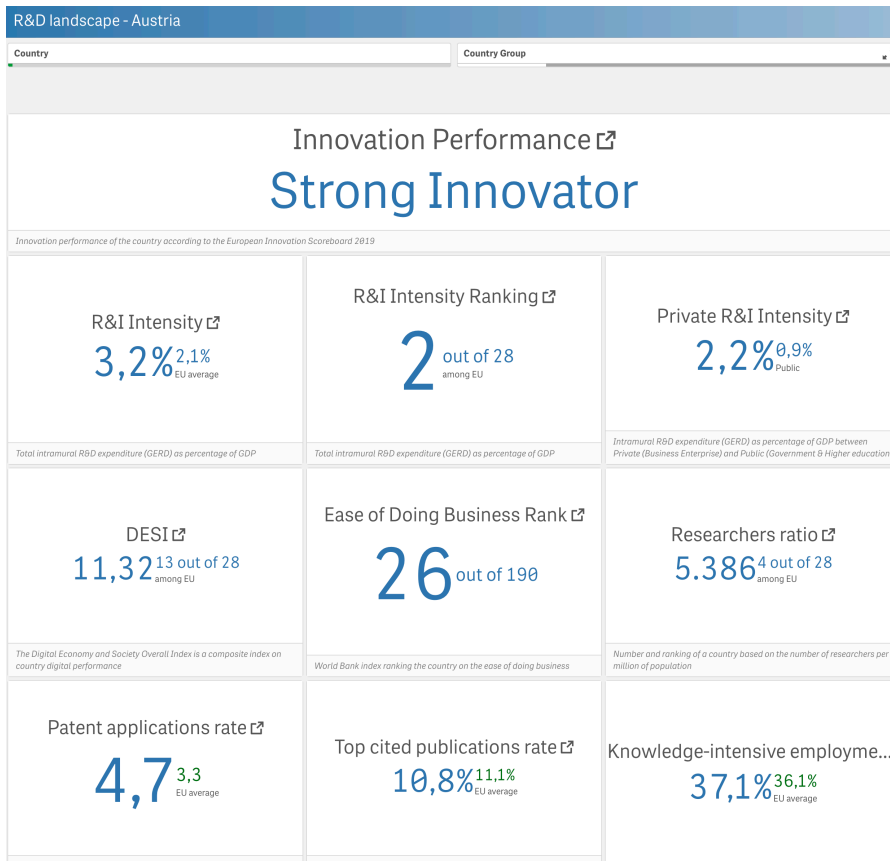 R&D landscape - Austria
Country
Country Group
Innovation Performance
Strong Innovator
Innovation performance of the country according to the European Innovation Scoreboard 2019
R&I Intensity
3,2% 2,1%
EU average
Total intramural R&D expenditure (GERD) as percentage of GDP
R&I Intensity Ranking
2 out of 28
among EU
Total intramural R&D expenditure (GERD) as percentage of GDP
Private R&I Intensity
2,2% 0,9%
Public
Intramural R&D expenditure (GERD) as percentage of GDP between
Private (Business Enterprise) and Public (Government & Higher education
DESI
11,32 13 out of 28
among EU
The Digital Economy and Society Overall Index is a composite index on
country digital performance
Ease of Doing Business Rank
26 out of 190
World Bank index ranking the country on the ease of doing business
Researchers ratio
5.386 4 out of 28
among EU
Number and ranking of a country based on the number of researchers per
million of population
Patent applications rate
4,7 3,3
EU average
Top cited publications rate
10,8% 11,1%
EU average
Knowledge-intensive employme...
37,1% 36,1%
EU average